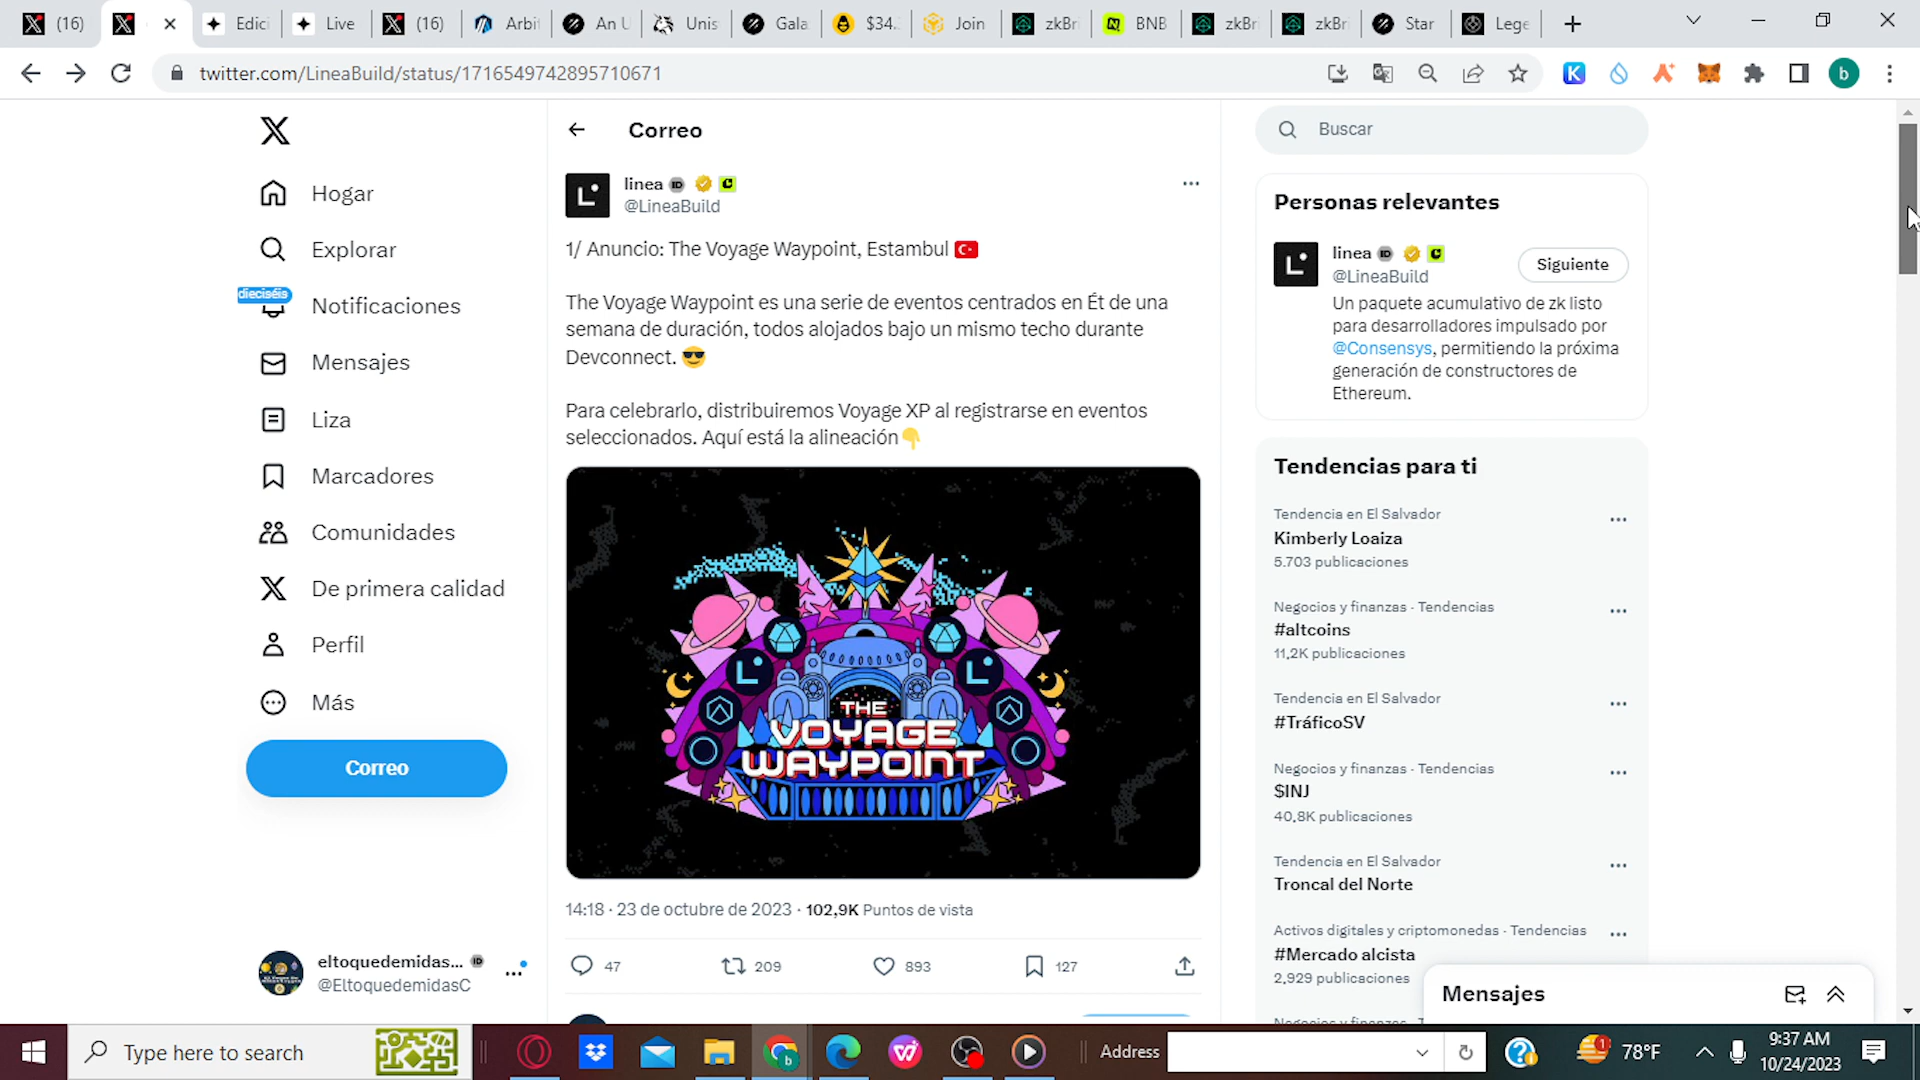 (16)
Edici
Live
(16)
Arbit
An U
Unis
Gala
$34.
Join
zkBri
BNB
zkBri
zkBri
Star
Lege
twitter.com/LineaBuild/status/1716549742895710671
b
Hogar
Explorar
dieciséis
Notificaciones
Mensajes
Liza
Marcadores
Comunidades
De primera calidad
Perfil
Más
Correo
eltoquedemidas...
@EltoquedemidasC
Correo
linea
@LineaBuild
1/ Anuncio: The Voyage Waypoint, Estambul
The Voyage Waypoint es una serie de eventos centrados en Ét de una
semana de duración, todos alojados bajo un mismo techo durante
Devconnect.
Para celebrarlo, distribuiremos Voyage XP al registrarse en eventos
seleccionados. Aquí está la alineación
THE
VOYAGE
WAYPOINT
14:18 · 23 de octubre de 2023 · 102,9K Puntos de vista
47
209
893
127
Buscar
Personas relevantes
linea
@LineaBuild
Siguiente
Un paquete acumulativo de zk listo
para desarrolladores impulsado por
@Consensys, permitiendo la próxima
generación de constructores de
Ethereum.
Tendencias para ti
Tendencia en El Salvador
Kimberly Loaiza
5.703 publicaciones
Negocios y finanzas · Tendencias
#altcoins
11,2K publicaciones
Tendencia en El Salvador
#TráficoSV
Negocios y finanzas · Tendencias
$INJ
40,8K publicaciones
Tendencia en El Salvador
Troncal del Norte
Activos digitales y criptomonedas · Tendencias
#Mercado alcista
2,929 publicaciones
Mensajes
Type here to search
Address
78°F
9:37 AM
10/24/2023